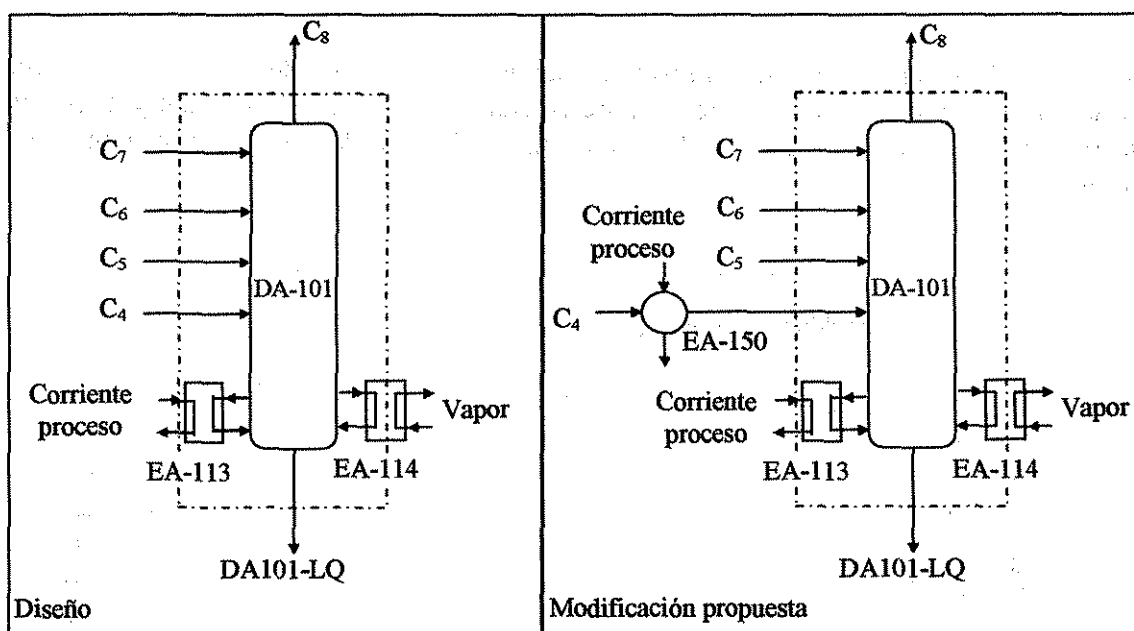 C₈
C₇
C₆
C₅
C₄
DA-101
Corriente
proceso
EA-113
EA-114
Vapor
DA101-LQ
Diseño
C₈
C₇
C₆
Corriente
proceso
C₅
C₄
EA-150
DA-101
Corriente
proceso
EA-113
EA-114
Vapor
DA101-LQ
Modificación propuesta